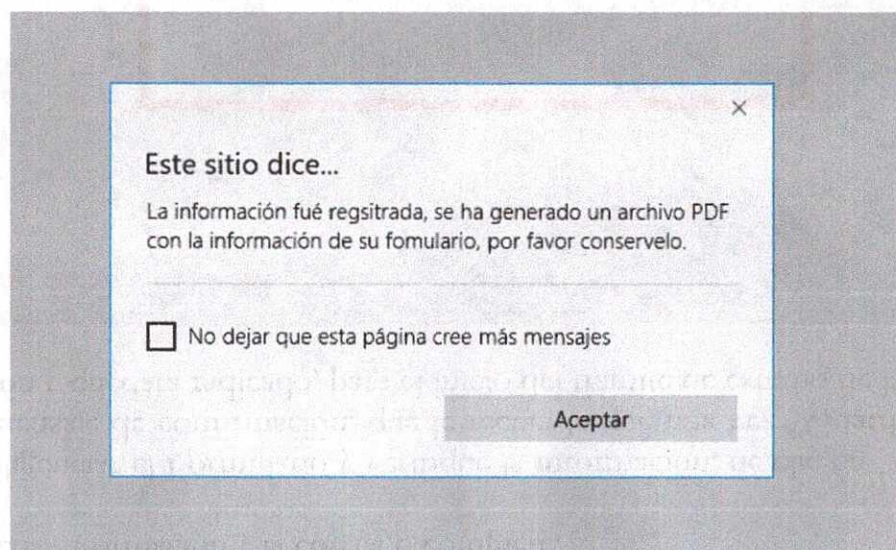 Este sitio dice...
La información fué regsitrada, se ha generado un archivo PDF
con la información de su fomulario, por favor conservelo.
No dejar que esta página cree más mensajes
Aceptar